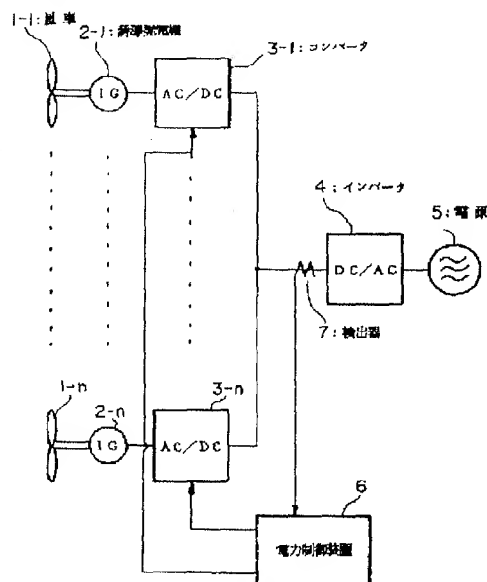 1-1:風車
2-1:誘導発電機
3-1:コンバータ
IG
AC/DC
4:インバータ
5:電源
DC/AC
7:検出器
1-n
2-n
3-n
IG
AC/DC
6
電力制御装置